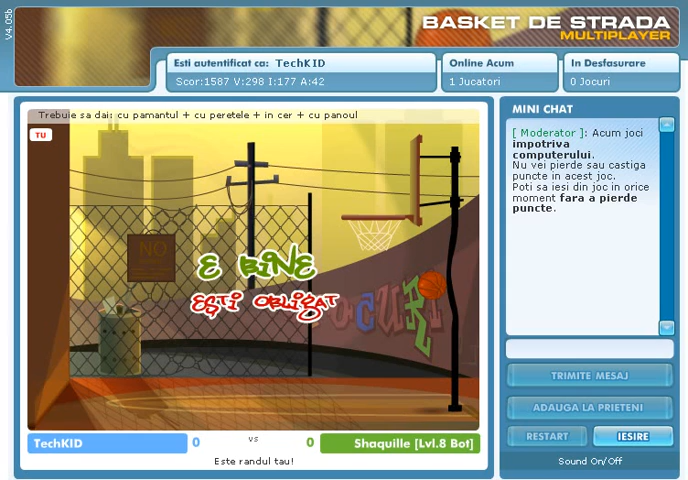 V4.05b
BASKET DE STRADA
MULTIPLAYER
Esti autentificat ca: TechKID
Scor:1587 V:298 I:177 A:42
Online Acum
1 Jucatori
In Desfasurare
0 Jocuri
Trebuie sa dai: cu pamantul + cu peretele + in cer + cu panoul
TU
NO
E BINE
EȘTI OBLIGAT
JOCURI
TechKID 0 vs 0 Shaquille [Lvl.8 Bot]
Este randul tau!
MINI CHAT
[ Moderator ]: Acum joci
impotriva
computerului.
Nu vei pierde sau castiga
puncte in acest joc.
Poti sa iesi din joc in orice
moment fara a pierde
puncte.
TRIMITE MESAJ
ADAUGA LA PRIETENI
RESTART
IESIRE
Sound On/Off